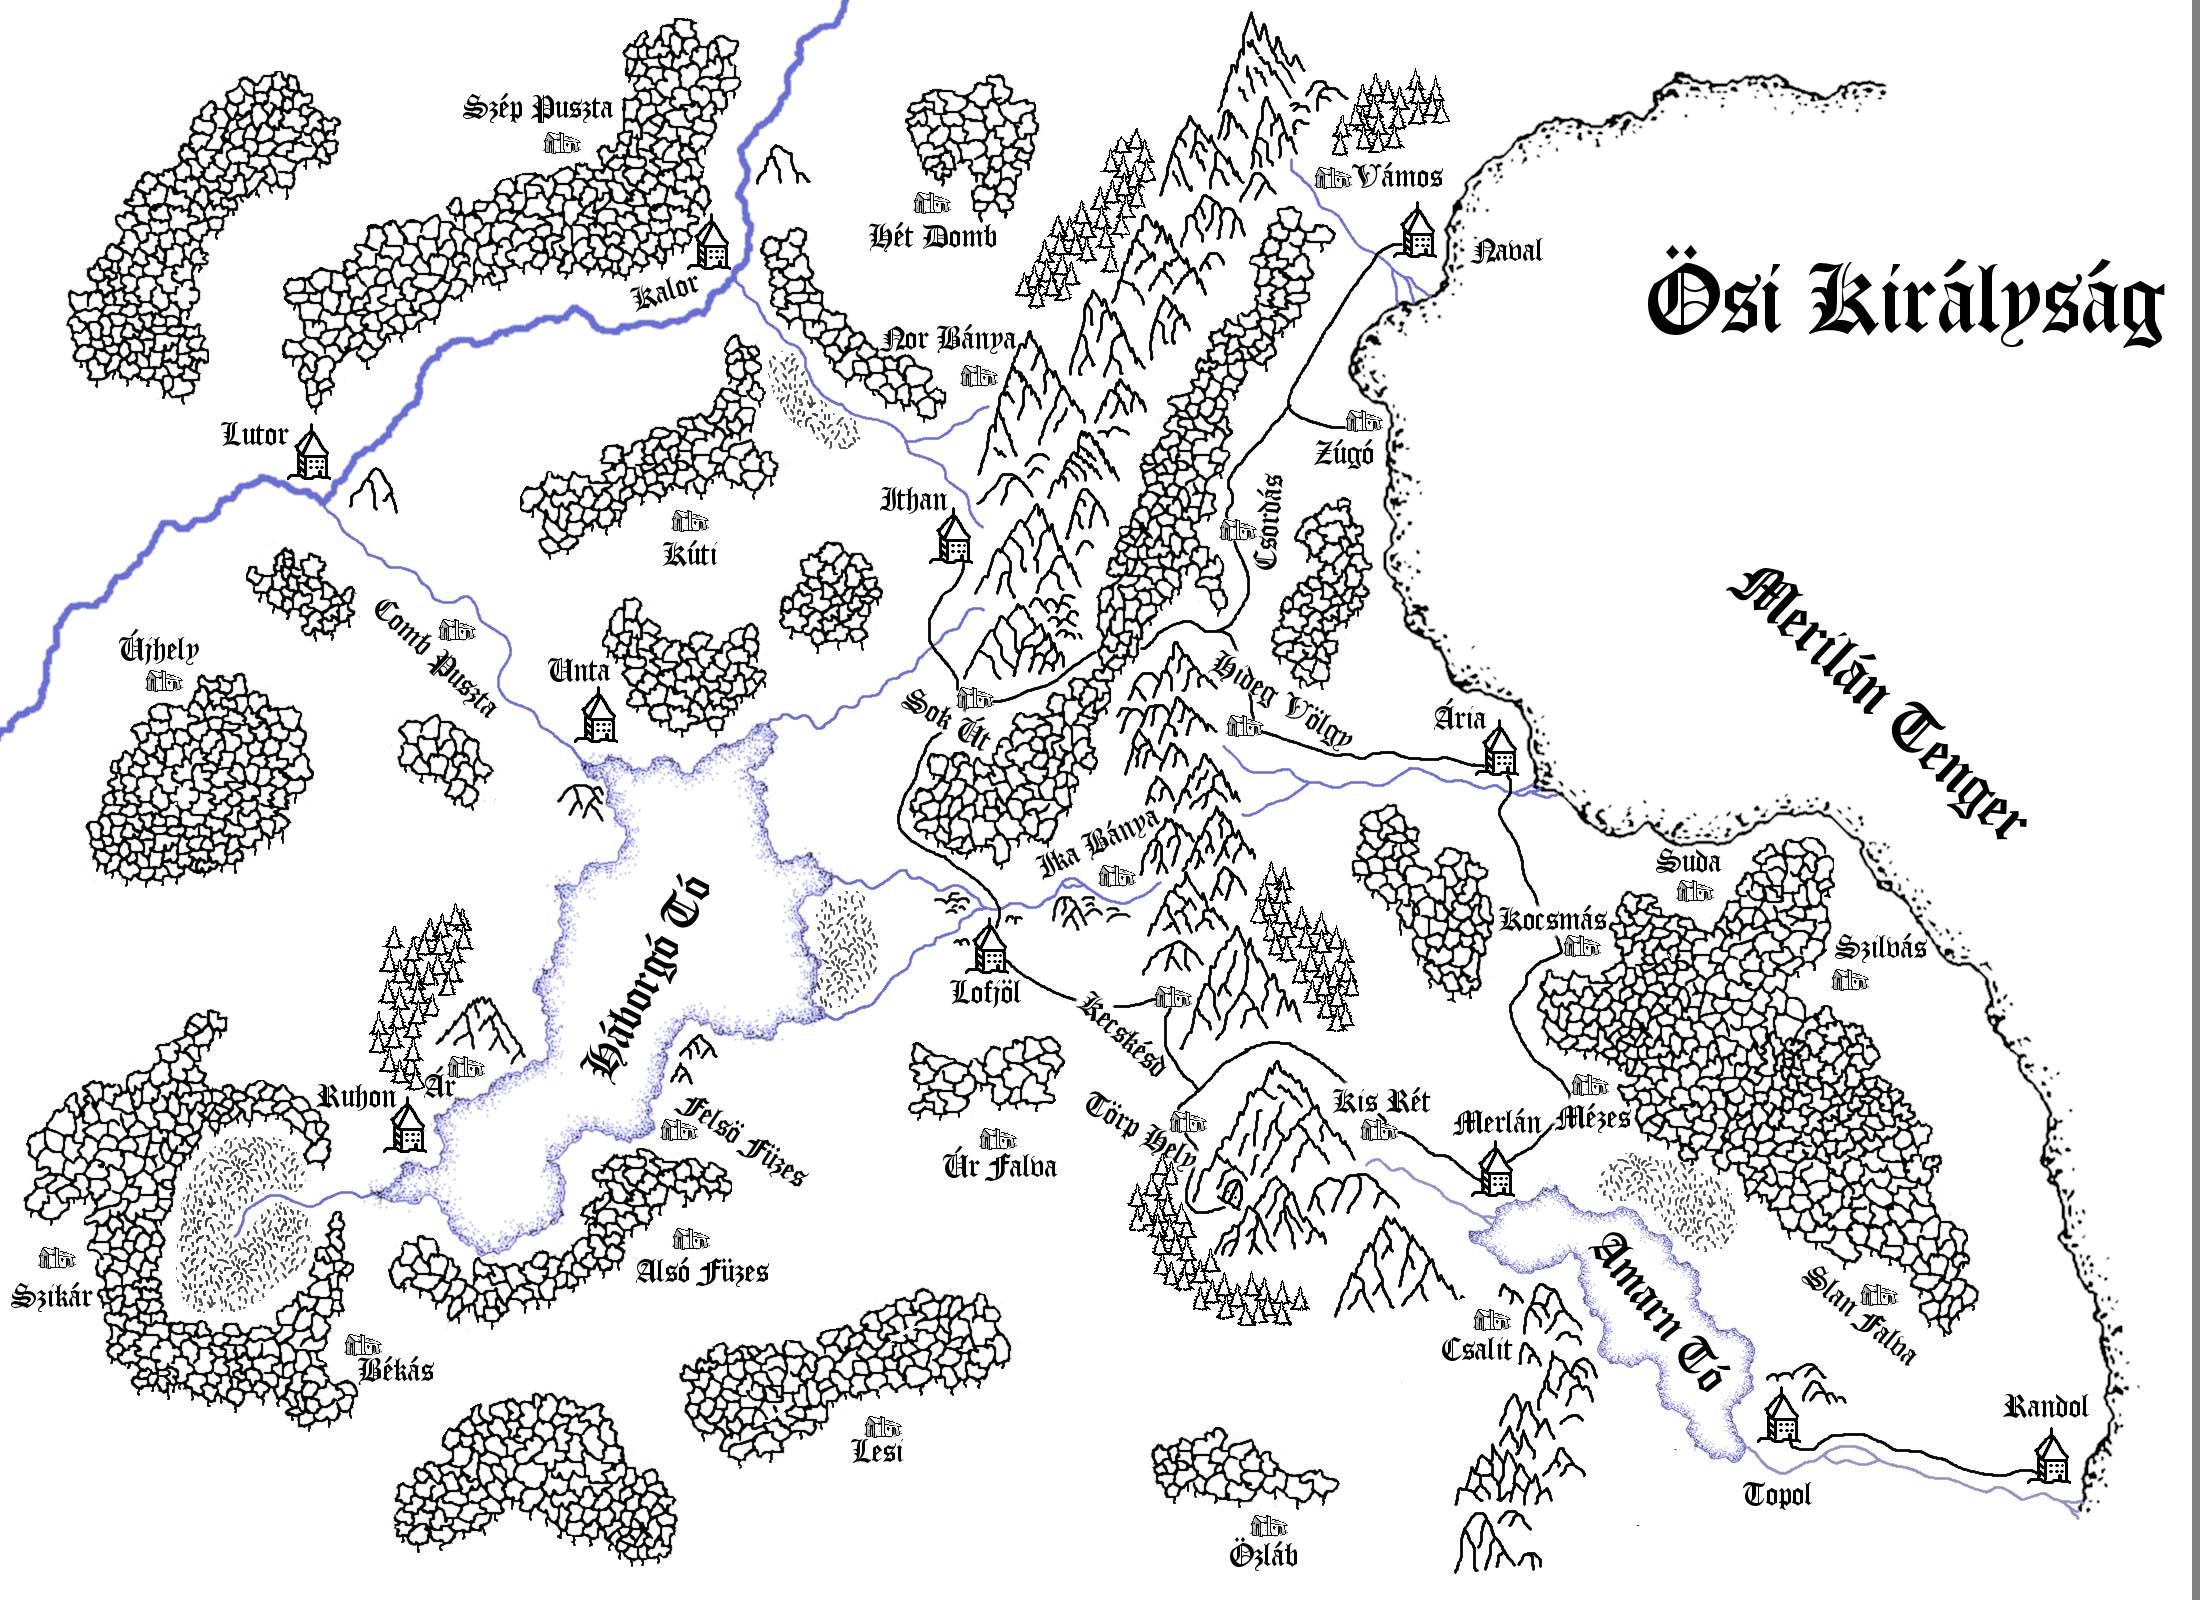 Szép Puszta
Vámos
Hét Domb
Naval
Ösi Királyság
Kalor
Nor Bánya
Lutor
Zúgó
Ithan
Csordás
Kúti
Merilán Tenger
Comb Puszta
Újhely
Unta
Hideg Völgy
Sok Út
Ária
Ika Bánya
Suda
Háborgó Tó
Kocsmás
Szilvás
Lofjöl
Kecskésd
Ár
Ruhon
Felsö Füzes
Törp Hely
Kis Rét
Merlán
Mézes
Úr Falva
Szikár
Alsó Füzes
Amarn Tó
Slan Falva
Csalit
Békás
Randol
Lesi
Topol
Özláb